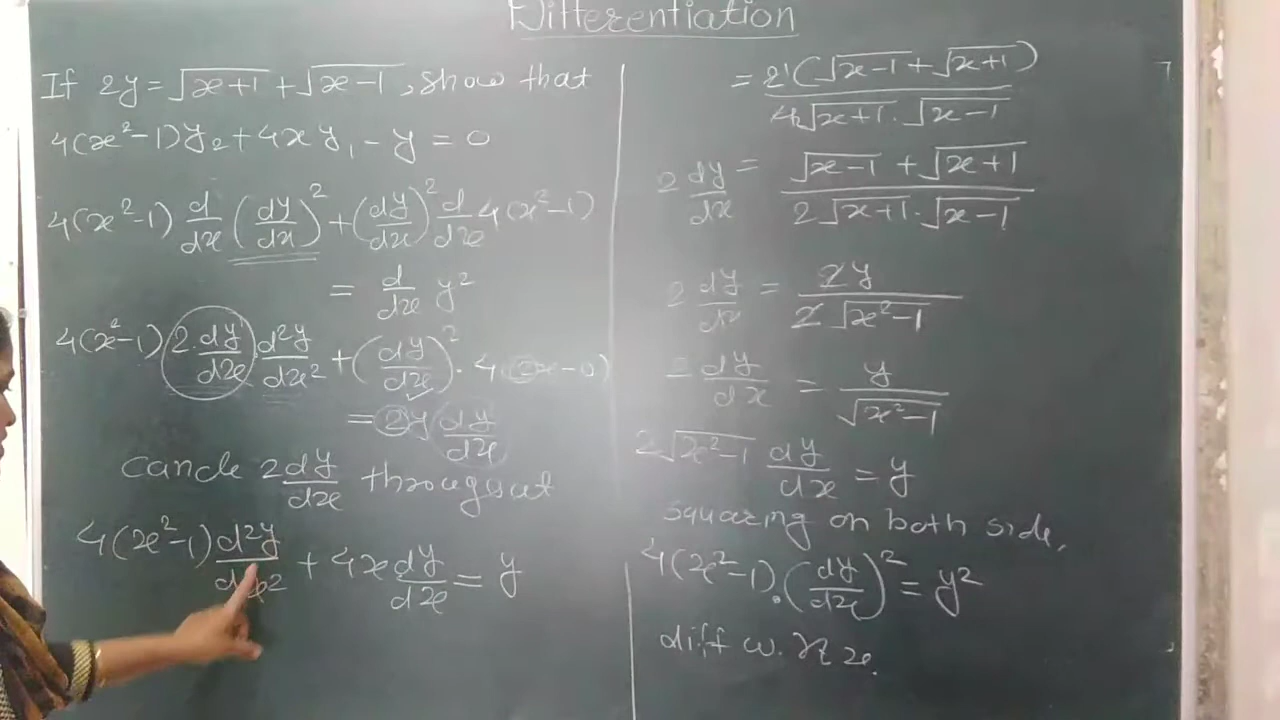 Differentiation
If 2y = √x+1 + √x-1, show that
4(x²-1)y₂ + 4x y₁ - y = 0
4(x²-1) d/dx (dy/dx)² + (dy/dx)² d/dx 4(x²-1)
= d/dx y²
4(x²-1) 2.dy/dx . d²y/dx² + (dy/dx)² . 4(2x-0)
= 2y dy/dx
cancle 2dy/dx througout
4(x²-1) d²y/dx² + 4x dy/dx = y
= (√x-1 + √x+1) / √x+1 . √x-1
2 dy/dx = √x-1 + √x+1 / 2√x+1 . √x-1
2 dy/dx = 2y / 2√x²-1
dy/dx = y / √x²-1
2√x²-1 dy/dx = y
squaring on both side,
4(x²-1).(dy/dx)² = y²
diff w.r.t x.